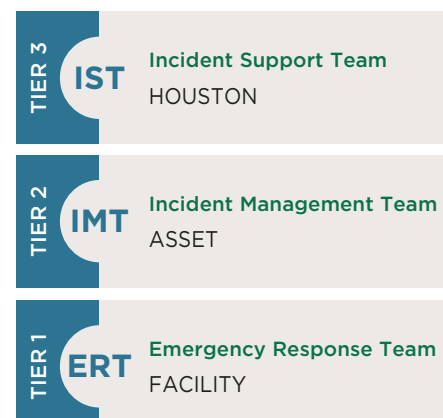 TIER 3
IST
Incident Support Team
HOUSTON
TIER 2
IMT
Incident Management Team
ASSET
TIER 1
ERT
Emergency Response Team
FACILITY